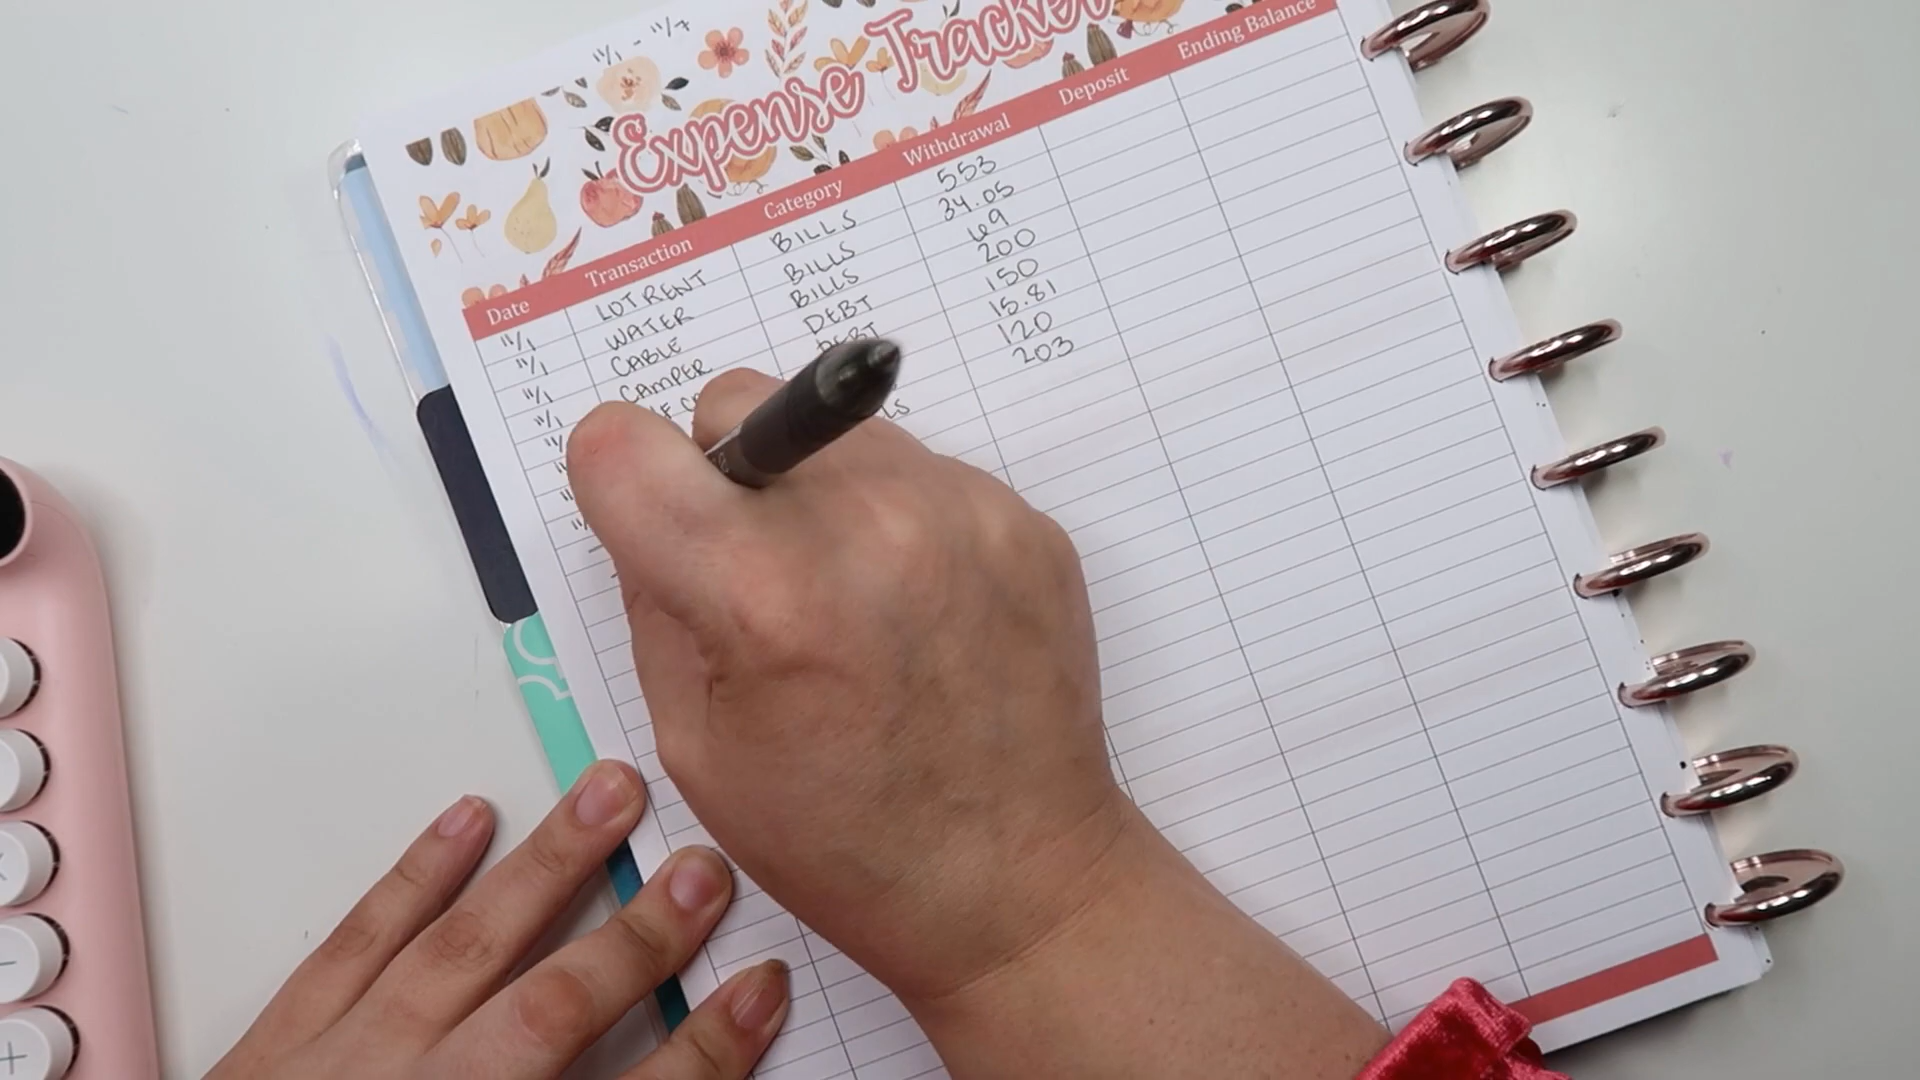 11/1 - 11/7
Expense Tracker
Date Transaction Category Withdrawal Deposit Ending Balance
11/1 LOT RENT BILLS 553
11/1 WATER BILLS 34.05
11/1 CABLE BILLS 69
11/1 CAMPER DEBT 200
DEBT 150
15.81
120
203